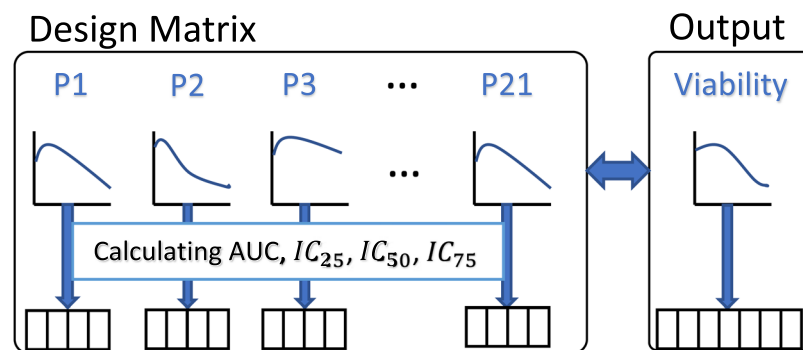 Design Matrix
Output
P1 P2 P3 ... P21
Viability
...
Calculating AUC, IC25, IC50, IC75